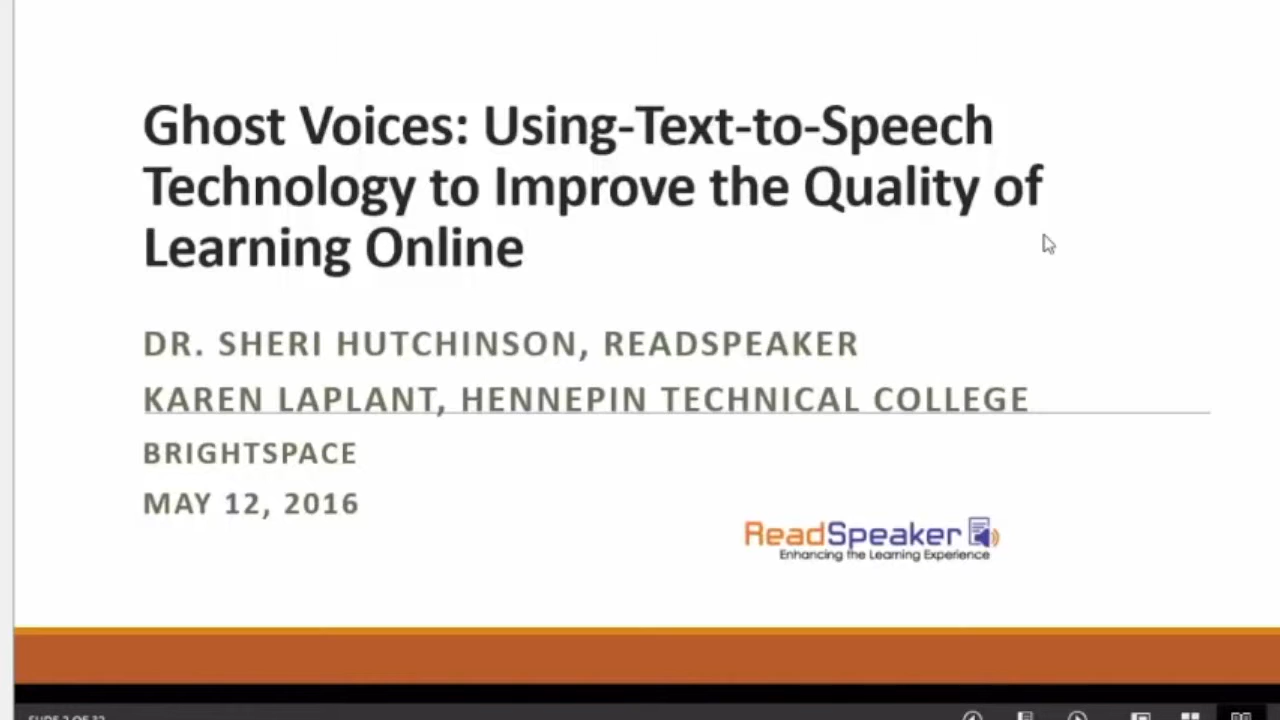 Ghost Voices: Using-Text-to-Speech
Technology to Improve the Quality of
Learning Online
DR. SHERI HUTCHINSON, READSPEAKER
KAREN LAPLANT, HENNEPIN TECHNICAL COLLEGE
BRIGHTSPACE
MAY 12, 2016
ReadSpeaker
Enhancing the Learning Experience